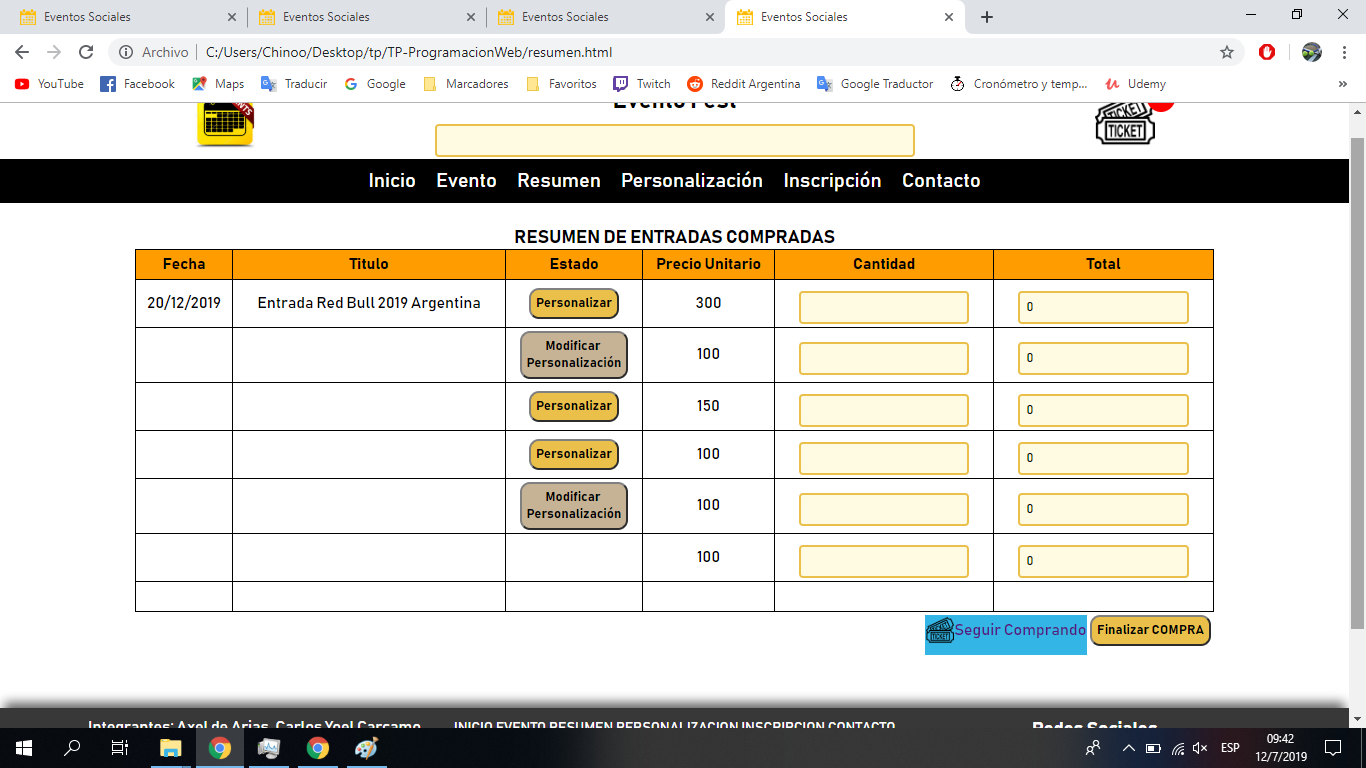 Eventos Sociales
Eventos Sociales
Eventos Sociales
Eventos Sociales
Archivo C:/Users/Chinoo/Desktop/tp/TP-ProgramacionWeb/resumen.html
YouTube Facebook Maps Traducir Google Marcadores Favoritos Twitch Reddit Argentina Google Traductor Cronómetro y temp... Udemy »
Evento Fest
TICKET
TICKET
Inicio Evento Resumen Personalización Inscripción Contacto
RESUMEN DE ENTRADAS COMPRADAS
Fecha Titulo Estado Precio Unitario Cantidad Total
20/12/2019 Entrada Red Bull 2019 Argentina Personalizar 300 0
Modificar Personalización 100 0
Personalizar 150 0
Personalizar 100 0
Modificar Personalización 100 0
100 0
TICKET
Seguir Comprando Finalizar COMPRA
Integrantes: Axel de Arias, Carlos Yoel Carcamo INICIO EVENTO RESUMEN PERSONALIZACION INSCRIPCION CONTACTO Redes Sociales
ESP 09:42
12/7/2019